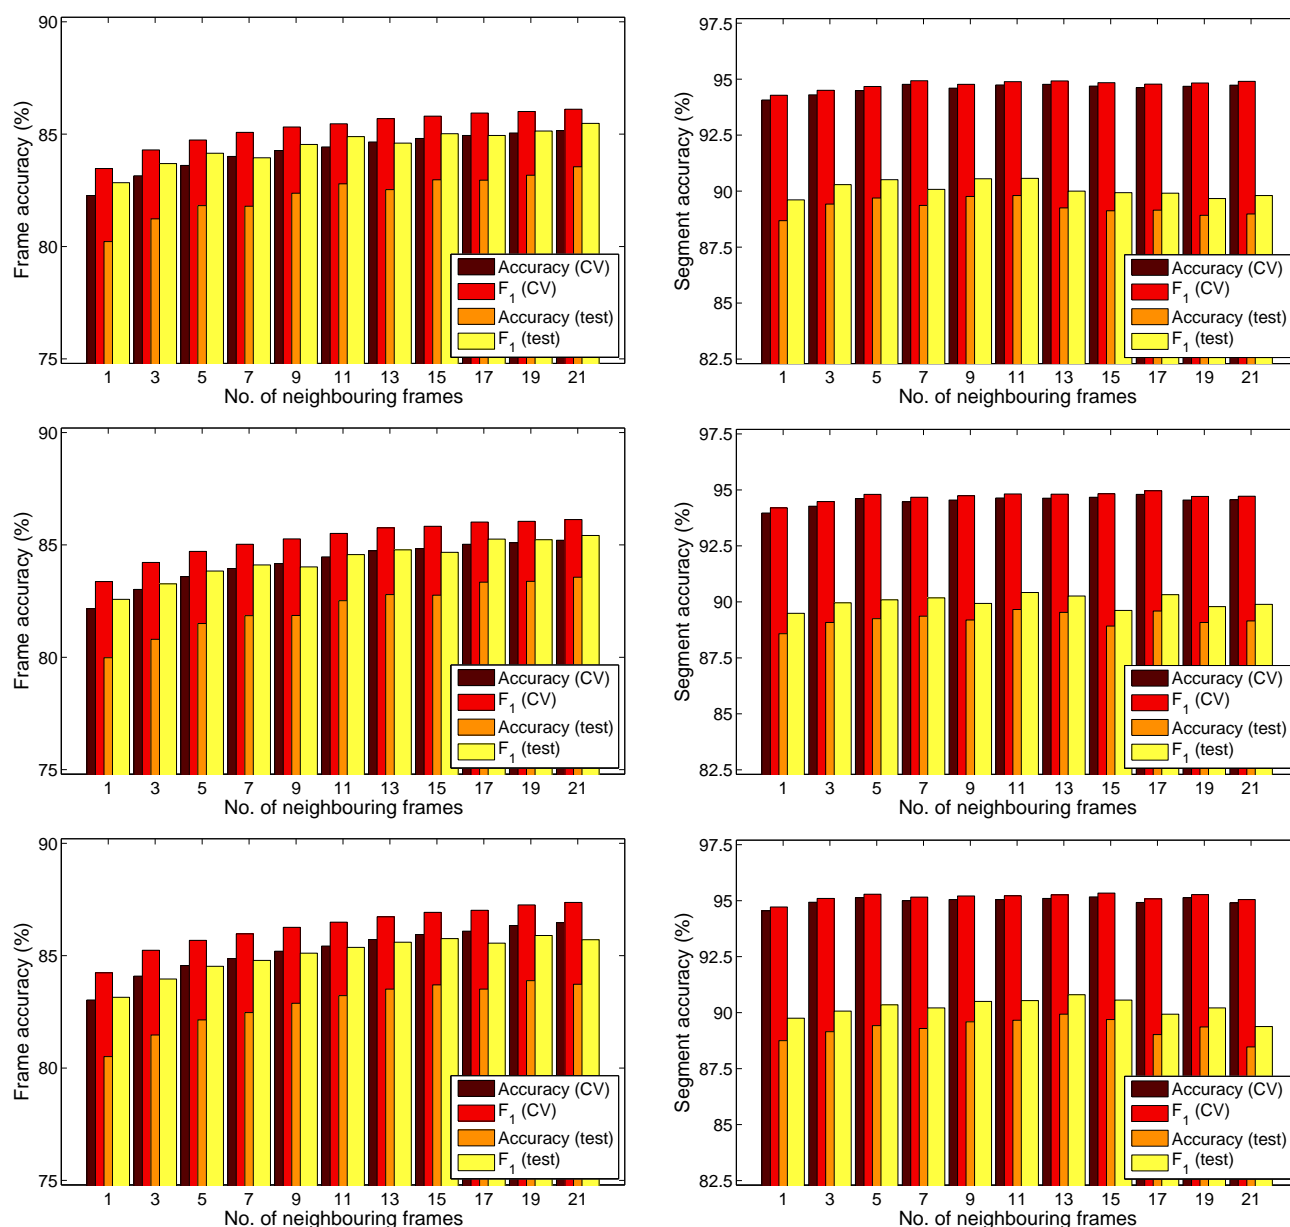 90
85
80
75
Frame accuracy (%)
1 3 5 7 9 11 13 15 17 19 21
No. of neighbouring frames
Accuracy (CV)
F1 (CV)
Accuracy (test)
F1 (test)
97.5
95
92.5
90
87.5
85
82.5
Segment accuracy (%)
1 3 5 7 9 11 13 15 17 19 21
No. of neighbouring frames
Accuracy (CV)
F1 (CV)
Accuracy (test)
F1 (test)
90
85
80
75
Frame accuracy (%)
1 3 5 7 9 11 13 15 17 19 21
No. of neighbouring frames
Accuracy (CV)
F1 (CV)
Accuracy (test)
F1 (test)
97.5
95
92.5
90
87.5
85
82.5
Segment accuracy (%)
1 3 5 7 9 11 13 15 17 19 21
No. of neighbouring frames
Accuracy (CV)
F1 (CV)
Accuracy (test)
F1 (test)
90
85
80
75
Frame accuracy (%)
1 3 5 7 9 11 13 15 17 19 21
No. of neighbouring frames
Accuracy (CV)
F1 (CV)
Accuracy (test)
F1 (test)
97.5
95
92.5
90
87.5
85
82.5
Segment accuracy (%)
1 3 5 7 9 11 13 15 17 19 21
No. of neighbouring frames
Accuracy (CV)
F1 (CV)
Accuracy (test)
F1 (test)